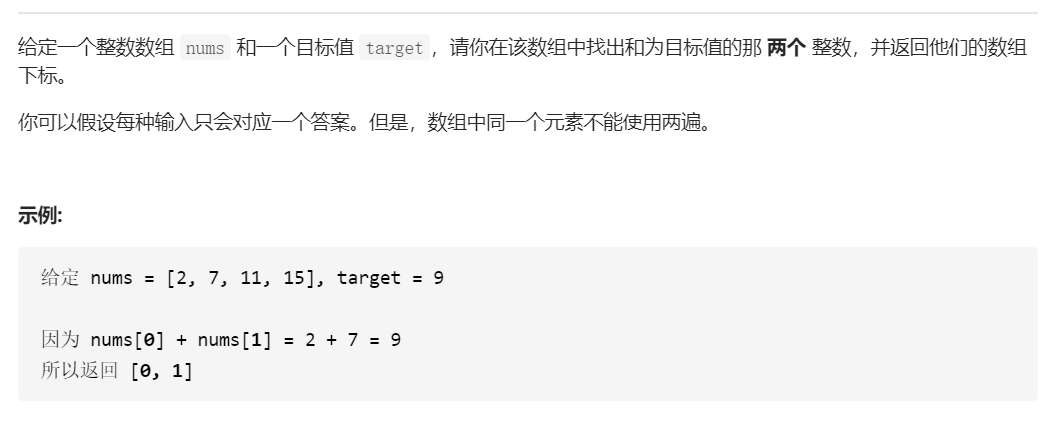 给定一个整数数组 nums 和一个目标值 target，请你在该数组中找出和为目标值的那 两个 整数，并返回他们的数组
下标。
你可以假设每种输入只会对应一个答案。但是，数组中同一个元素不能使用两遍。
示例:
给定 nums = [2, 7, 11, 15], target = 9
因为 nums[0] + nums[1] = 2 + 7 = 9
所以返回 [0, 1]